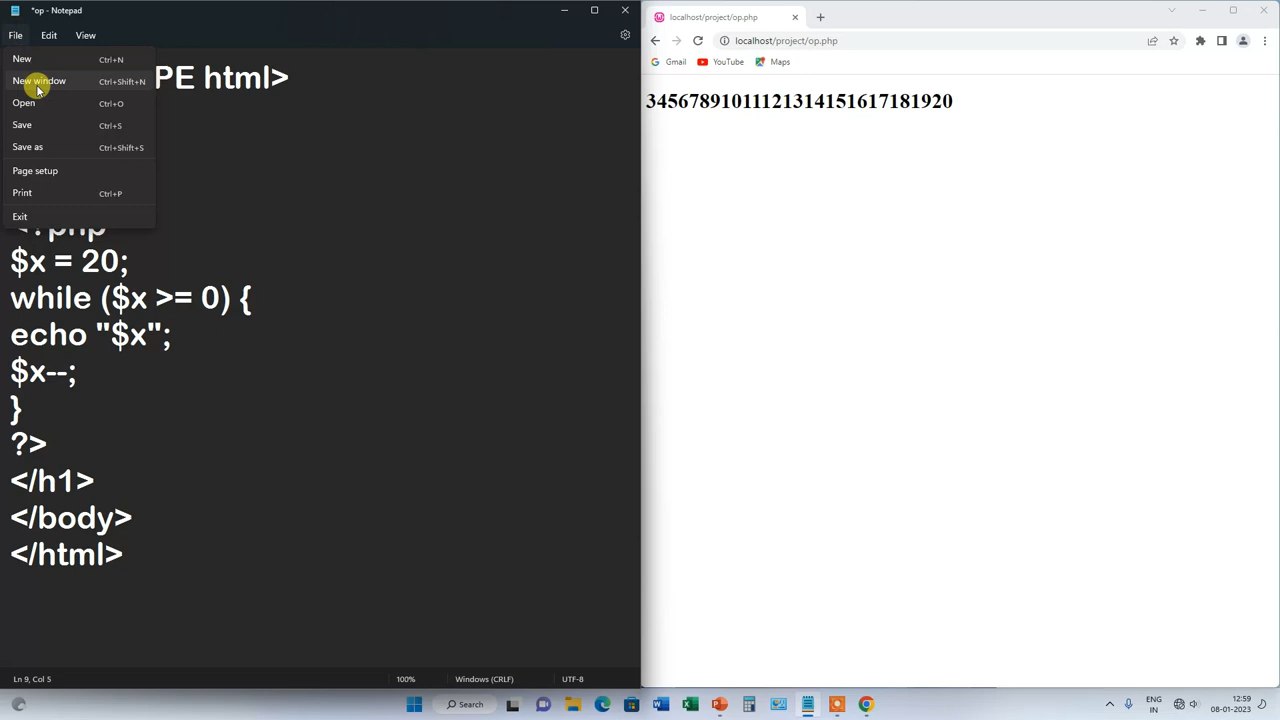 *op - Notepad
File Edit View
New Ctrl+N
New window Ctrl+Shift+N
Open Ctrl+O
Save Ctrl+S
Save as Ctrl+Shift+S
Page setup
Print Ctrl+P
Exit
PE html>
<?php
$x = 20;
while ($x >= 0) {
echo "$x";
$x--;
}
?>
</h1>
</body>
</html>
Ln 9, Col 5 100% Windows (CRLF) UTF-8
localhost/project/op.php
localhost/project/op.php
Gmail YouTube Maps
34567891011121314151617181920
Search
ENG
IN
12:59
08-01-2023